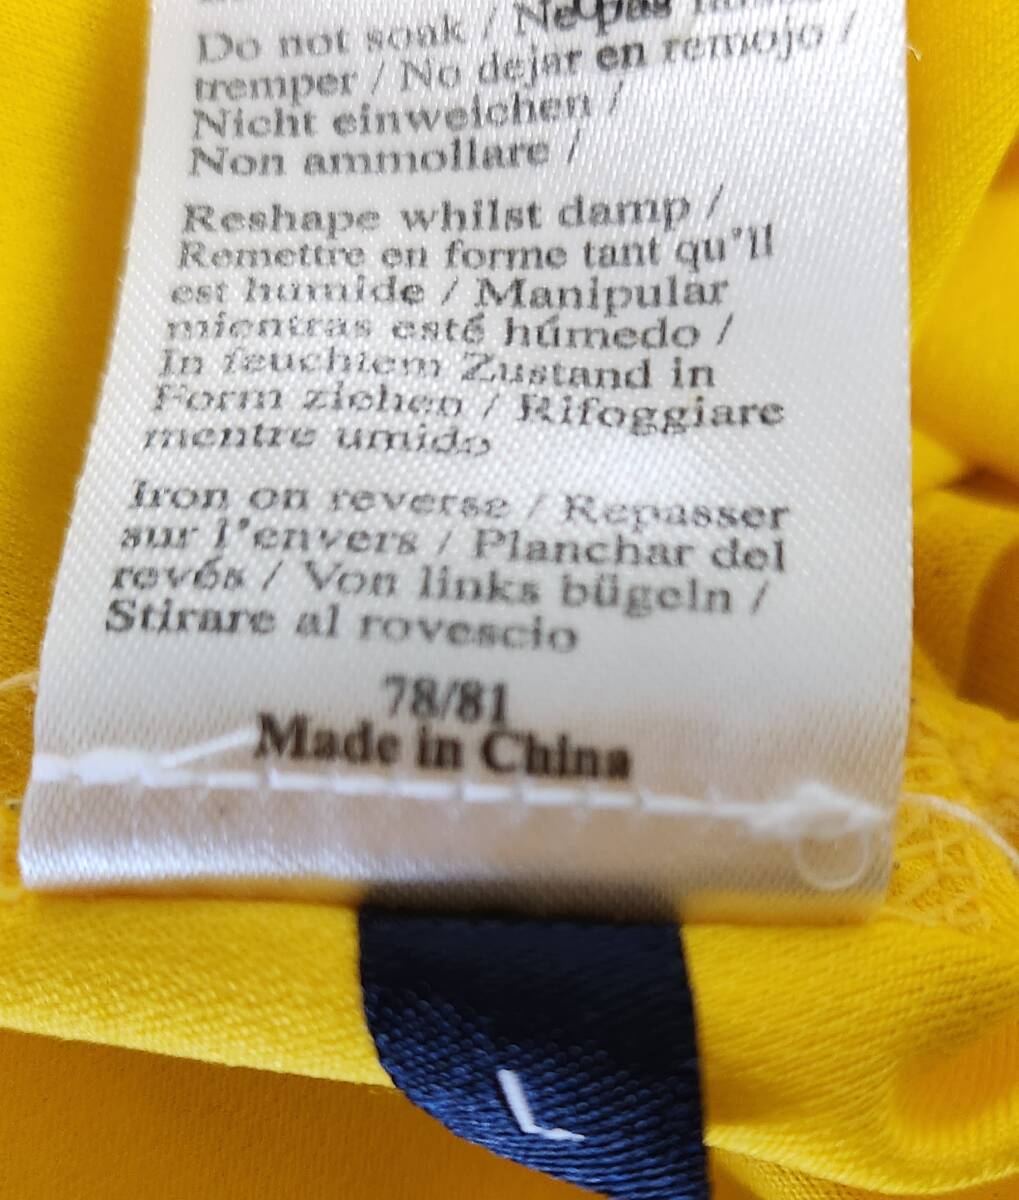 Do not soak / Ne pas
tremper / No dejar en remojo /
Nicht einweichen /
Non ammollare /
Reshape whilst damp /
Remettre en forme tant qu'il
est humide / Manipular
mientras esté húmedo /
In feuchtem Zustand in
Form ziehen / Rifoggiare
mentre umido
Iron on reverse / Repasser
sur l'envers / Planchar del
revés / Von links bügeln /
Stirare al rovescio
78/81
Made in China
L